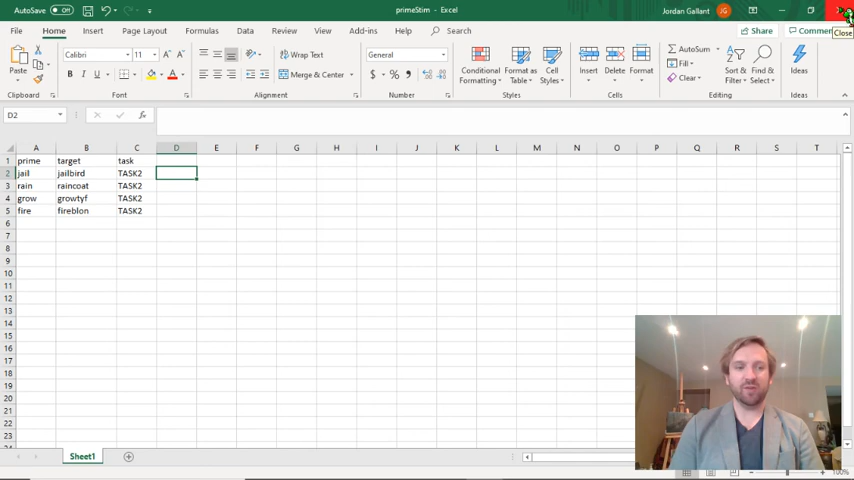 AutoSave Off primeStim - Excel Jordan Gallant JG
File Home Insert Page Layout Formulas Data Review View Add-ins Help Search Share Commen
Close
Paste Calibri 11 Wrap Text General Conditional Format as Cell Insert Delete Format AutoSum Sort & Find & Ideas
Formatting Table Styles Fill Filter Select
B I U A Merge & Center $ % 9 Clear
Clipboard Font Alignment Number Styles Cells Editing Ideas
D2 fx
A B C D E F G H I J K L M N O P Q R S T
1 prime target task
2 jail jailbird TASK2
3 rain raincoat TASK2
4 grow growtyf TASK2
5 fire fireblon TASK2
6
7
8
9
10
11
12
13
14
15
16
17
18
19
20
21
22
23
Sheet1
100%